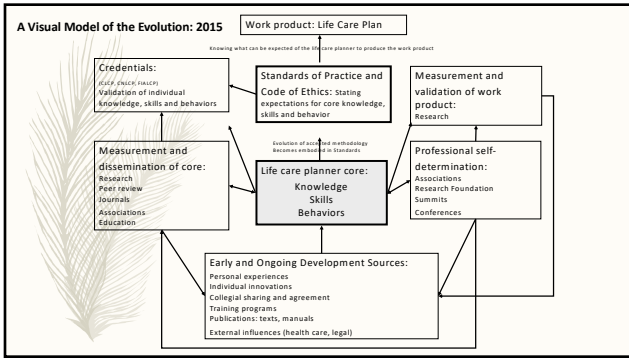 A Visual Model of the Evolution: 2015
Work product: Life Care Plan
Knowing what can be expected of the life care planner to produce the work product
Credentials:
(CLCP, CNLCP, FIALCP)
Validation of individual
knowledge, skills and behaviors
Standards of Practice and
Code of Ethics: Stating
expectations for core knowledge,
skills and behavior
Measurement and
validation of work
product:
Research
Evolution of accepted methodology
Becomes embodied in Standards
Measurement and
dissemination of core:
Research
Peer review
Journals
Associations
Education
Life care planner core:
Knowledge
Skills
Behaviors
Professional self-
determination:
Associations
Research Foundation
Summits
Conferences
Early and Ongoing Development Sources:
Personal experiences
Individual innovations
Collegial sharing and agreement
Training programs
Publications: texts, manuals
External influences (health care, legal)